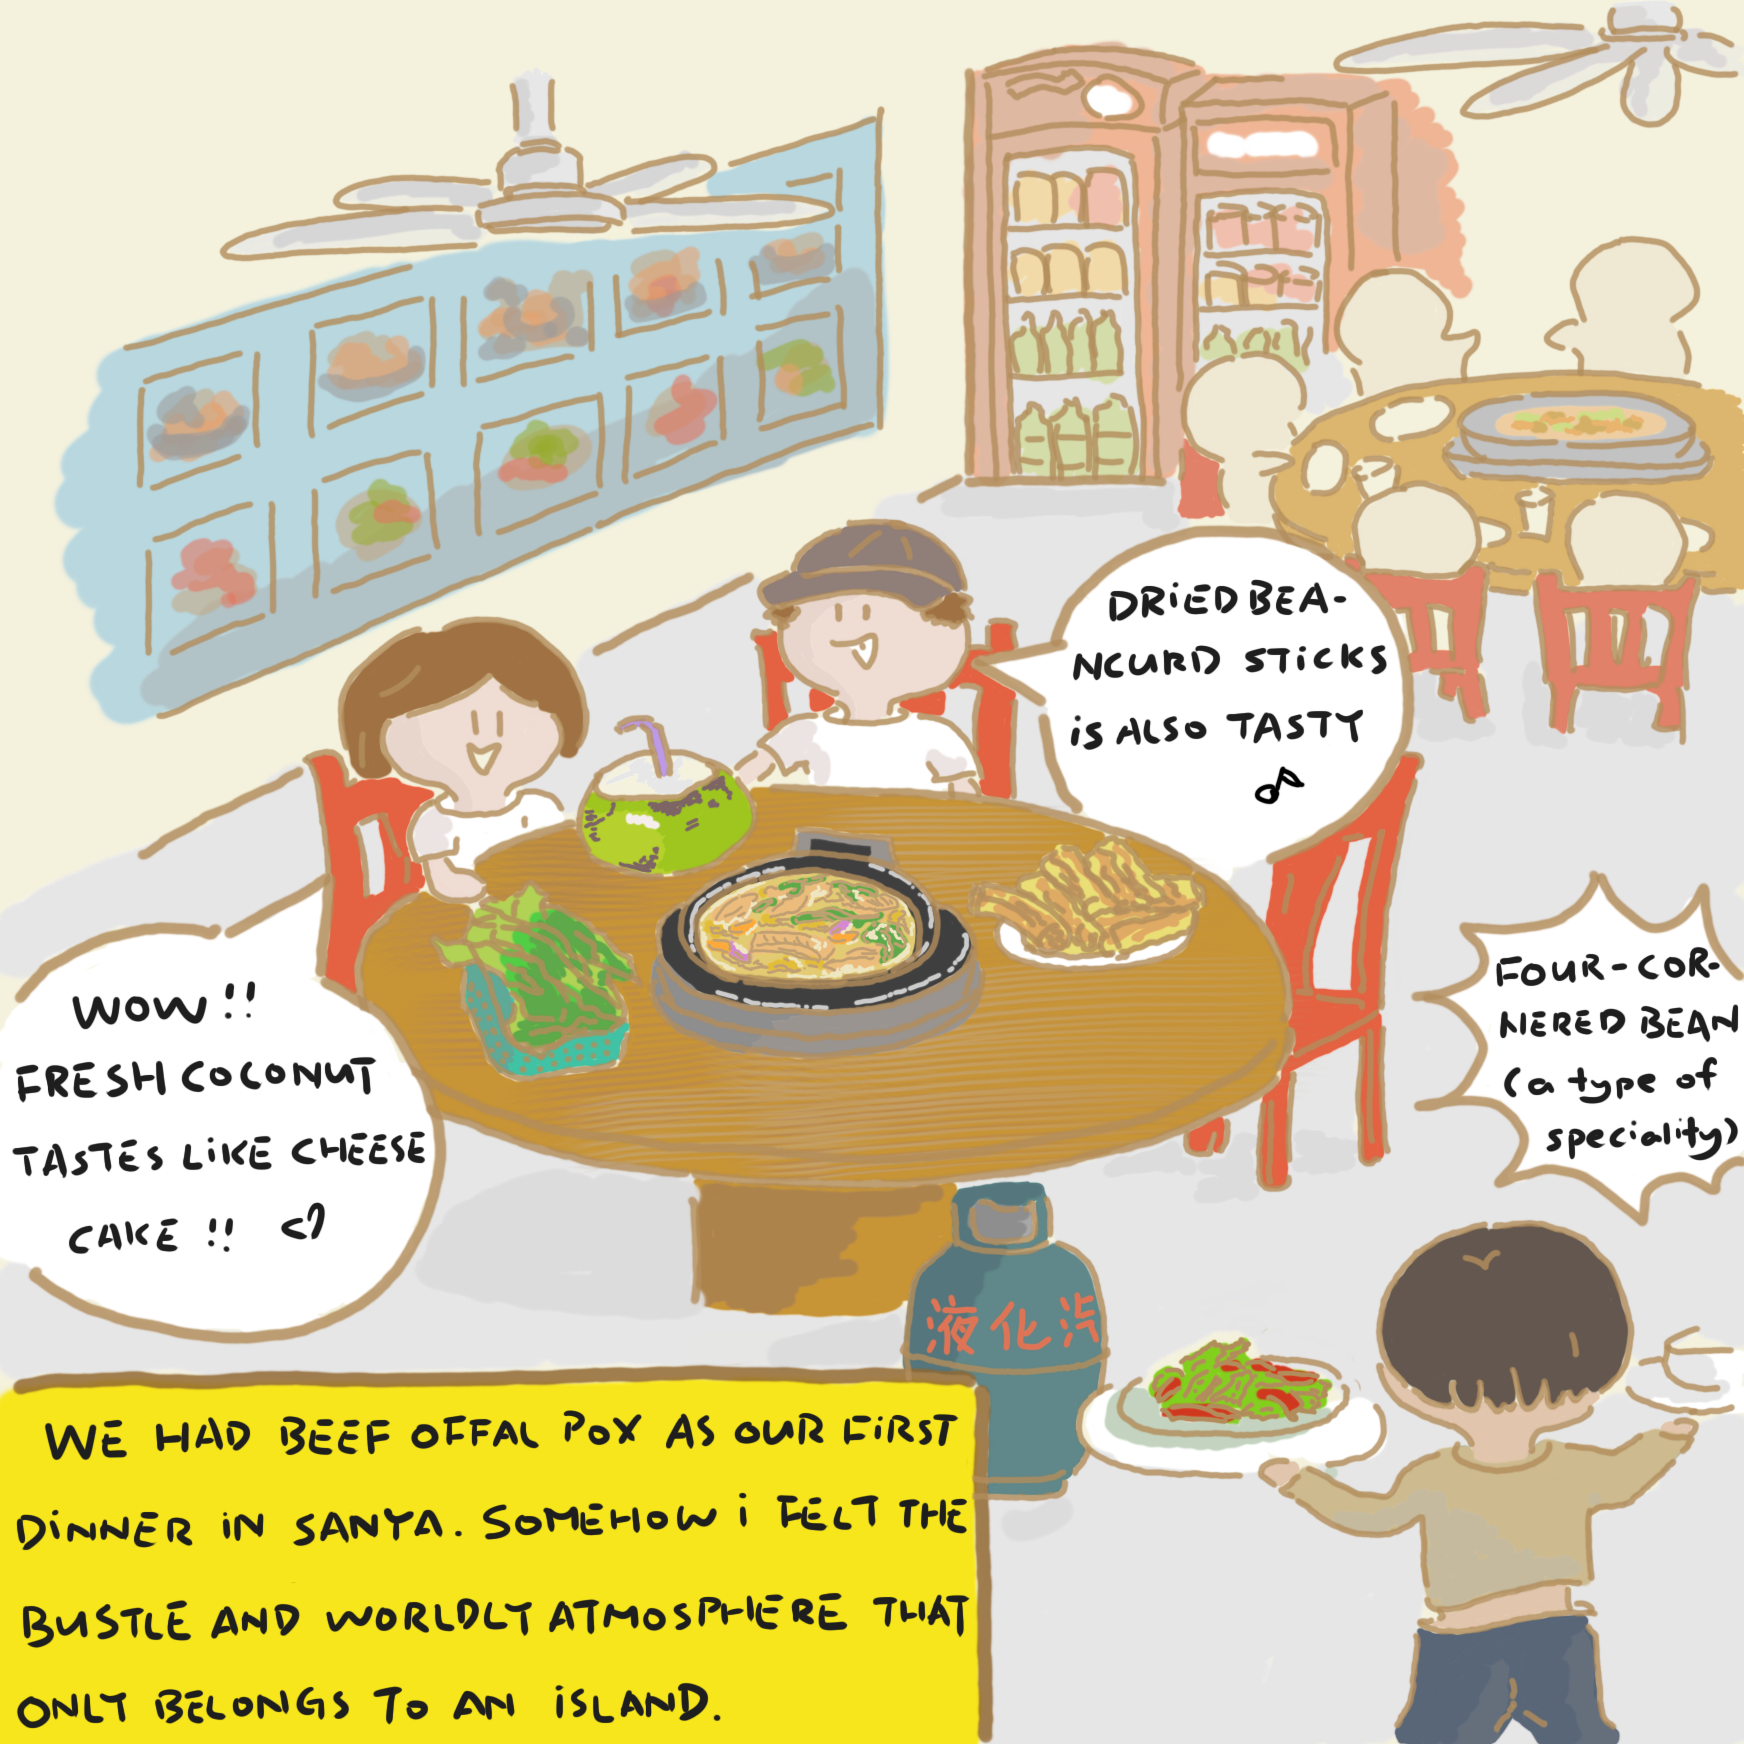 DRiED BEA-
NCURD STiCKS
iS ALSO TASTY
WOW!!
FRESH COCONUT
TASTES LiKE CHEESE
CAKE !!
FOUR-COR-
NERED BEAN
(a type of
speciality)
液化汽
WE HAD BEEF OFFAL POX AS OUR FiRST
DiNNER iN SANYA. SOMEHOW i FELT THE
BUSTLE AND WORLDLY ATMOSPHERE THAT
ONLY BELONGS TO AN iSLAND.